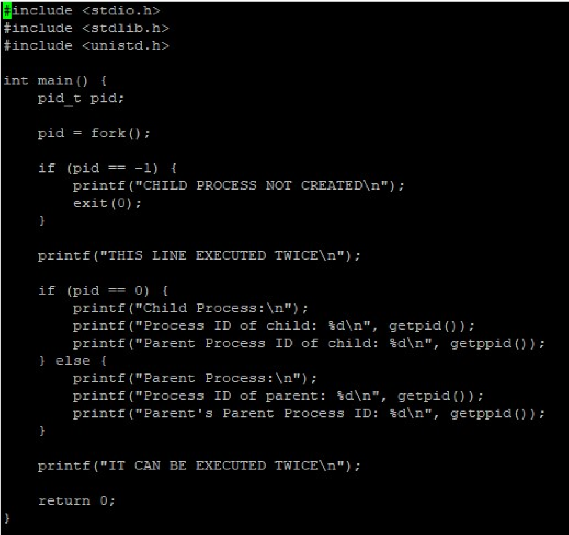 #include <stdio.h>
#include <stdlib.h>
#include <unistd.h>

int main() {
    pid_t pid;

    pid = fork();

    if (pid == -1) {
        printf("CHILD PROCESS NOT CREATED\n");
        exit(0);
    }

    printf("THIS LINE EXECUTED TWICE\n");

    if (pid == 0) {
        printf("Child Process:\n");
        printf("Process ID of child: %d\n", getpid());
        printf("Parent Process ID of child: %d\n", getppid());
    } else {
        printf("Parent Process:\n");
        printf("Process ID of parent: %d\n", getpid());
        printf("Parent's Parent Process ID: %d\n", getppid());
    }

    printf("IT CAN BE EXECUTED TWICE\n");

    return 0;
}